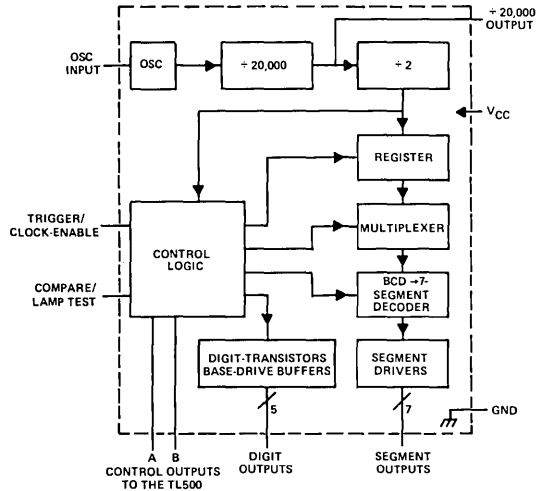 ÷ 20,000
OUTPUT
OSC
INPUT
OSC
÷ 20,000
÷ 2
VCC
REGISTER
TRIGGER/
CLOCK-ENABLE
CONTROL
LOGIC
MULTIPLEXER
COMPARE/
LAMP TEST
BCD →7-
SEGMENT
DECODER
DIGIT-TRANSISTORS
BASE-DRIVE BUFFERS
SEGMENT
DRIVERS
5
7
GND
A B
CONTROL OUTPUTS
TO THE TL500
DIGIT
OUTPUTS
SEGMENT
OUTPUTS